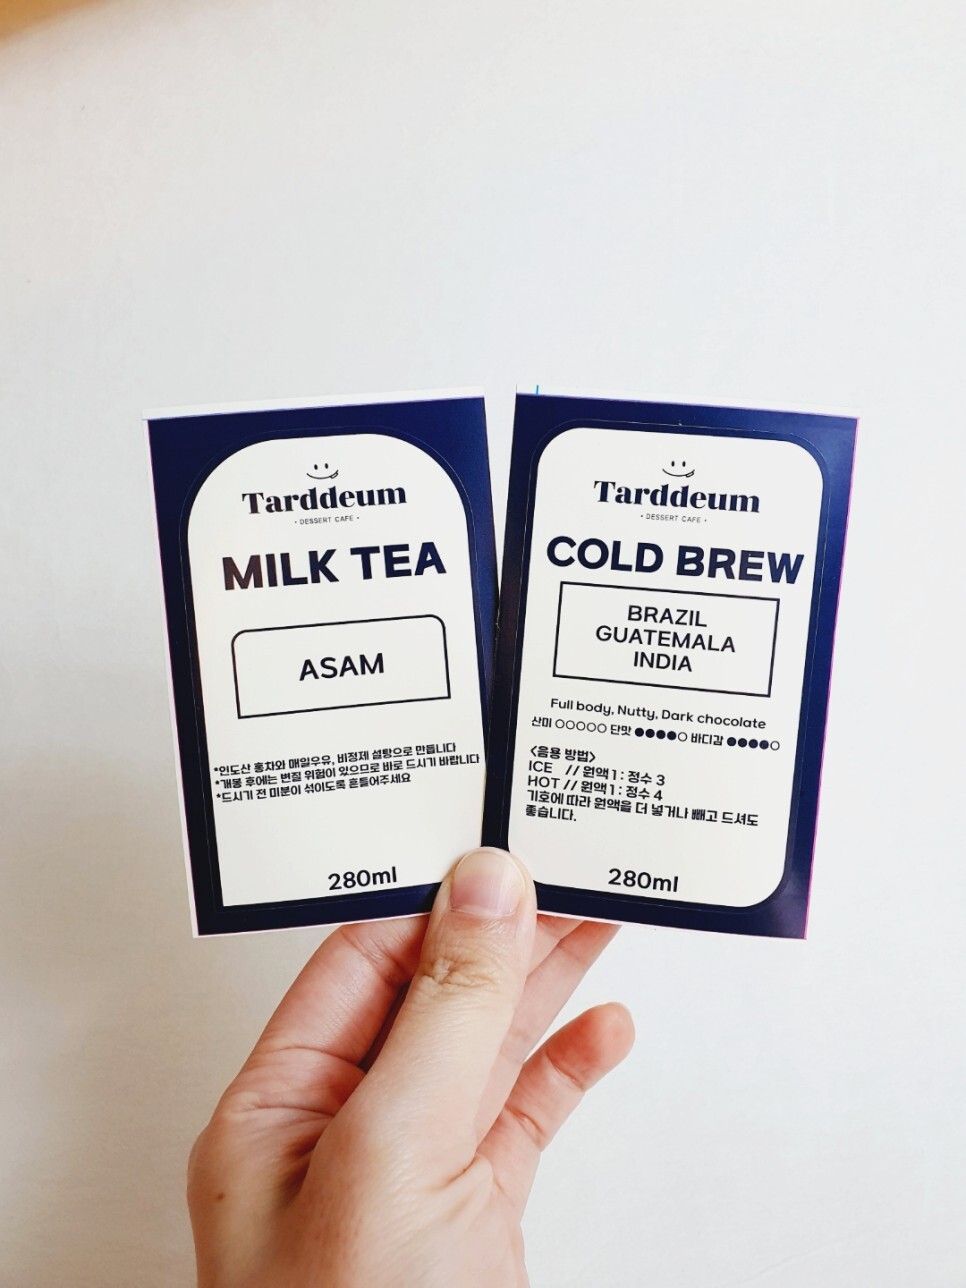 Tarddeum
• DESSERT CAFE •
MILK TEA
ASAM
*인도산 홍차와 매일우유, 비정제 설탕으로 만듭니다
*개봉 후에는 변질 위험이 있으므로 바로 드시기 바랍니다
*드시기 전 미분이 섞이도록 흔들어주세요
280ml
Tarddeum
• DESSERT CAFE •
COLD BREW
BRAZIL
GUATEMALA
INDIA
Full body, Nutty, Dark chocolate
산미 ○○○○○ 단맛 ●●●●○ 바디감 ●●●●○
<음용 방법>
ICE // 원액 1 : 정수 3
HOT // 원액 1 : 정수 4
기호에 따라 원액을 더 넣거나 빼고 드셔도
좋습니다.
280ml